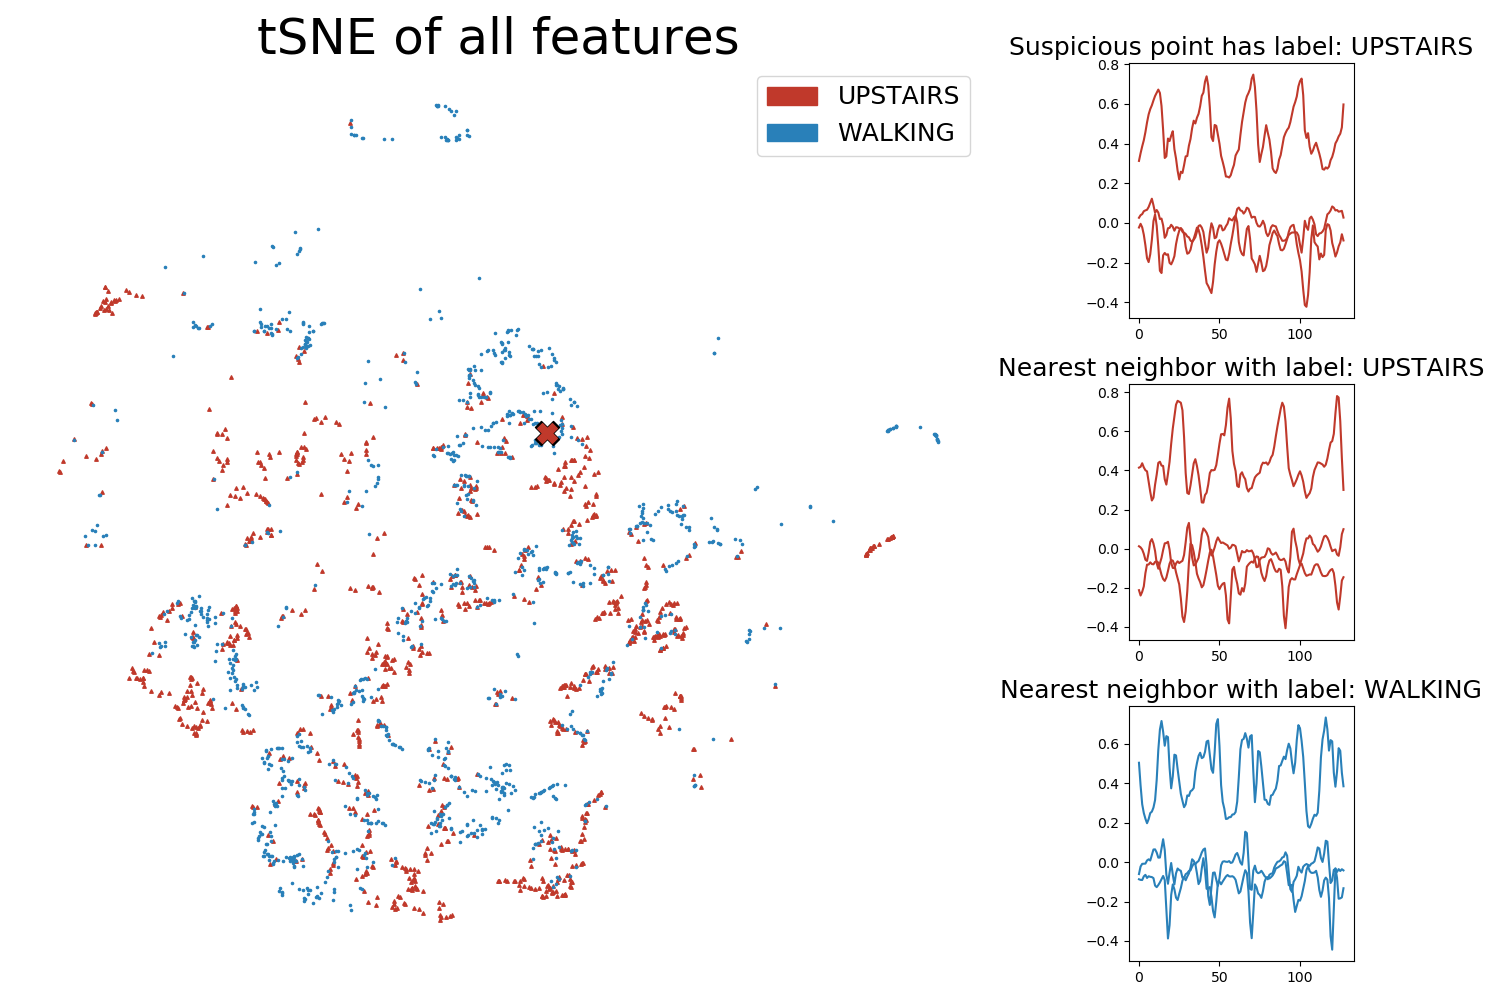 tSNE of all features
UPSTAIRS
WALKING
Suspicious point has label: UPSTAIRS
0.8
0.6
0.4
0.2
0.0
−0.2
−0.4
0 50 100
Nearest neighbor with label: UPSTAIRS
0.8
0.6
0.4
0.2
0.0
−0.2
−0.4
0 50 100
Nearest neighbor with label: WALKING
0.6
0.4
0.2
0.0
−0.2
−0.4
0 50 100